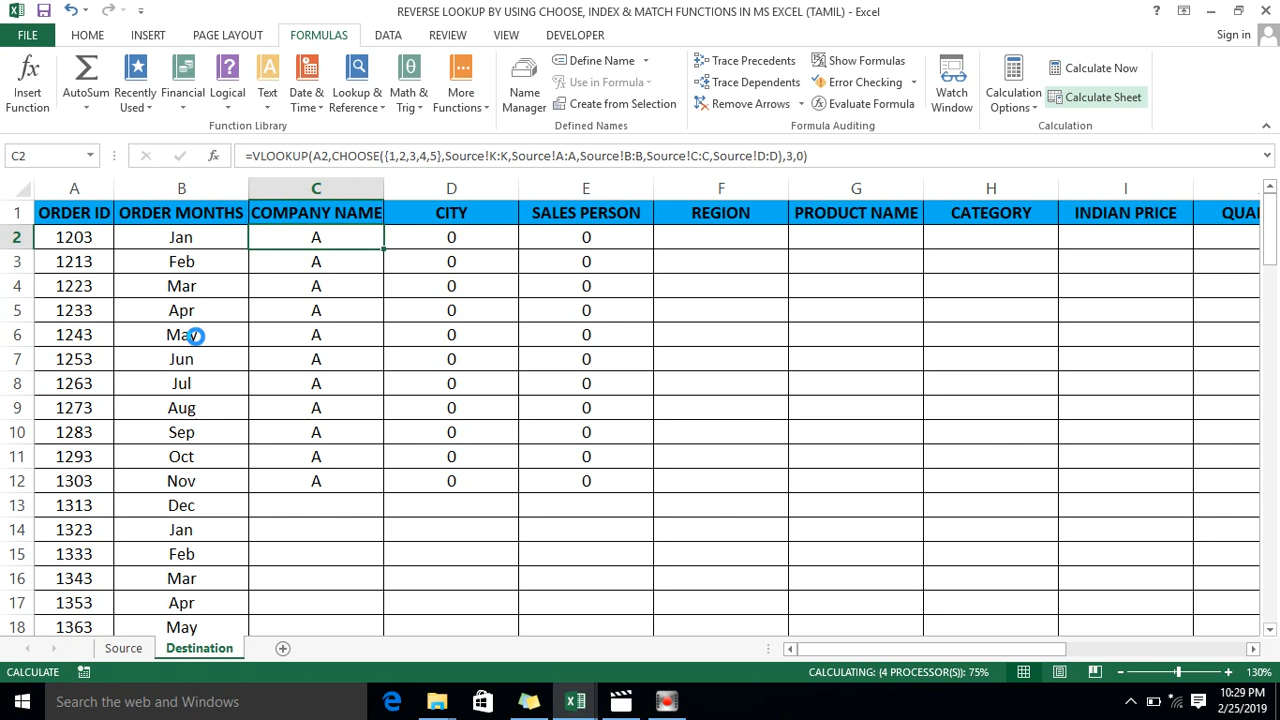 REVERSE LOOKUP BY USING CHOOSE, INDEX & MATCH FUNCTIONS IN MS EXCEL (TAMIL) - Excel
FILE HOME INSERT PAGE LAYOUT FORMULAS DATA REVIEW VIEW DEVELOPER Sign in
Insert Function
AutoSum
Recently Used
Financial
Logical
Text
Date & Time
Lookup & Reference
Math & Trig
More Functions
Function Library
Name Manager
Define Name
Use in Formula
Create from Selection
Defined Names
Trace Precedents
Trace Dependents
Remove Arrows
Show Formulas
Error Checking
Evaluate Formula
Formula Auditing
Watch Window
Calculation Options
Calculate Now
Calculate Sheet
Calculation
C2 fx =VLOOKUP(A2,CHOOSE({1,2,3,4,5},Source!K:K,Source!A:A,Source!B:B,Source!C:C,Source!D:D),3,0)
A B C D E F G H I
1 ORDER ID ORDER MONTHS COMPANY NAME CITY SALES PERSON REGION PRODUCT NAME CATEGORY INDIAN PRICE QUA
2 1203 Jan A 0 0
3 1213 Feb A 0 0
4 1223 Mar A 0 0
5 1233 Apr A 0 0
6 1243 May A 0 0
7 1253 Jun A 0 0
8 1263 Jul A 0 0
9 1273 Aug A 0 0
10 1283 Sep A 0 0
11 1293 Oct A 0 0
12 1303 Nov A 0 0
13 1313 Dec
14 1323 Jan
15 1333 Feb
16 1343 Mar
17 1353 Apr
18 1363 May
Source Destination
CALCULATE CALCULATING: (4 PROCESSOR(S)): 75% 130%
Search the web and Windows
10:29 PM
2/25/2019